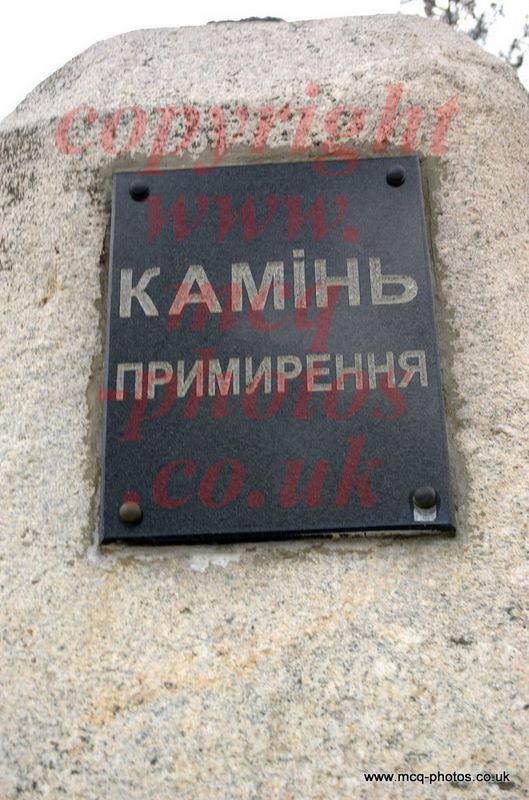 copyright
www.
КАМіНЬ
mcq
ПРИМИРЕННЯ
-photos
.co.uk
www.mcq-photos.co.uk